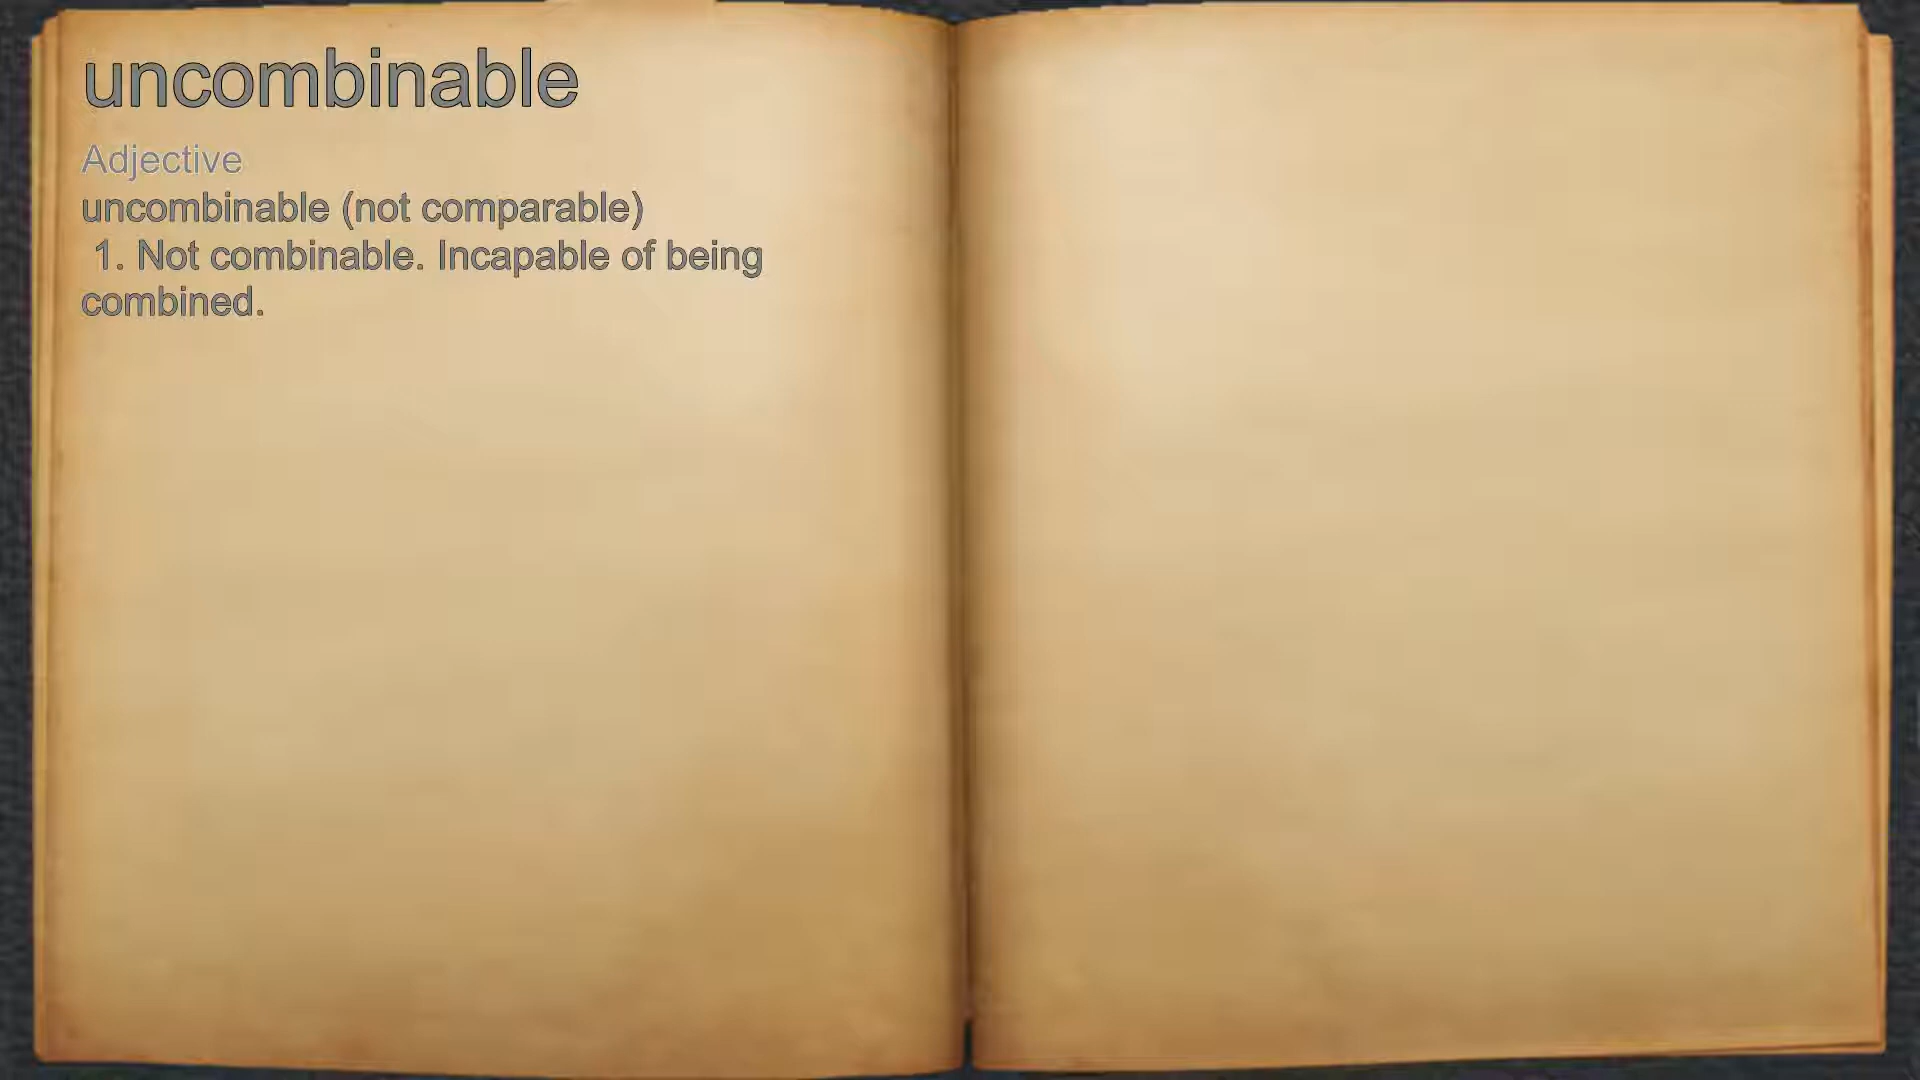 uncombinable
Adjective
uncombinable (not comparable)
1. Not combinable. Incapable of being
combined.